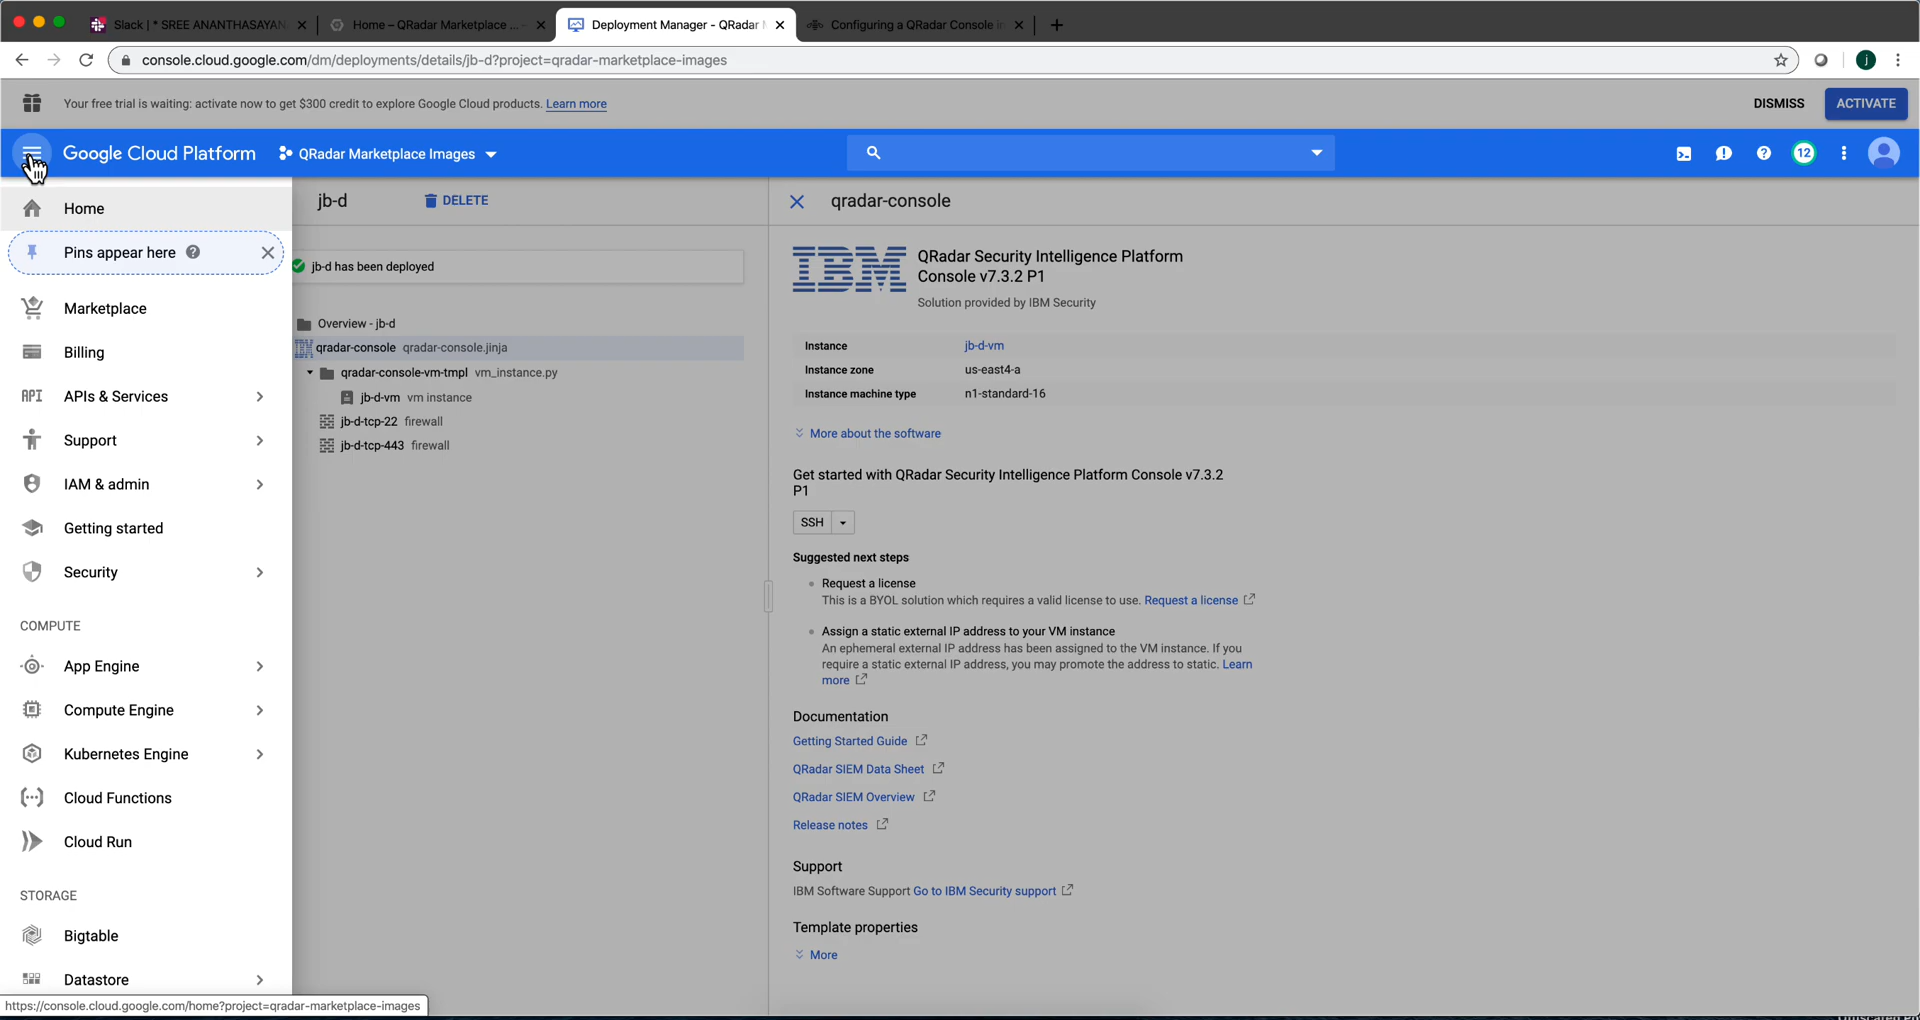 Slack | * SREE ANANTHASAYAN
Home – QRadar Marketplace ...
Deployment Manager - QRadar
Configuring a QRadar Console in
console.cloud.google.com/dm/deployments/details/jb-d?project=qradar-marketplace-images
j
Your free trial is waiting: activate now to get $300 credit to explore Google Cloud products. Learn more
DISMISS
ACTIVATE
Google Cloud Platform
QRadar Marketplace Images
12
Home
Pins appear here
Marketplace
Billing
API APIs & Services
Support
IAM & admin
Getting started
Security
COMPUTE
App Engine
Compute Engine
Kubernetes Engine
Cloud Functions
Cloud Run
STORAGE
Bigtable
Datastore
https://console.cloud.google.com/home?project=qradar-marketplace-images
jb-d
DELETE
jb-d has been deployed
Overview - jb-d
IBM qradar-console qradar-console.jinja
qradar-console-vm-tmpl vm_instance.py
jb-d-vm vm instance
jb-d-tcp-22 firewall
jb-d-tcp-443 firewall
qradar-console
IBM
QRadar Security Intelligence Platform
Console v7.3.2 P1
Solution provided by IBM Security
Instance jb-d-vm
Instance zone us-east4-a
Instance machine type n1-standard-16
More about the software
Get started with QRadar Security Intelligence Platform Console v7.3.2
P1
SSH
Suggested next steps
Request a license
This is a BYOL solution which requires a valid license to use. Request a license
Assign a static external IP address to your VM instance
An ephemeral external IP address has been assigned to the VM instance. If you
require a static external IP address, you may promote the address to static. Learn
more
Documentation
Getting Started Guide
QRadar SIEM Data Sheet
QRadar SIEM Overview
Release notes
Support
IBM Software Support Go to IBM Security support
Template properties
More